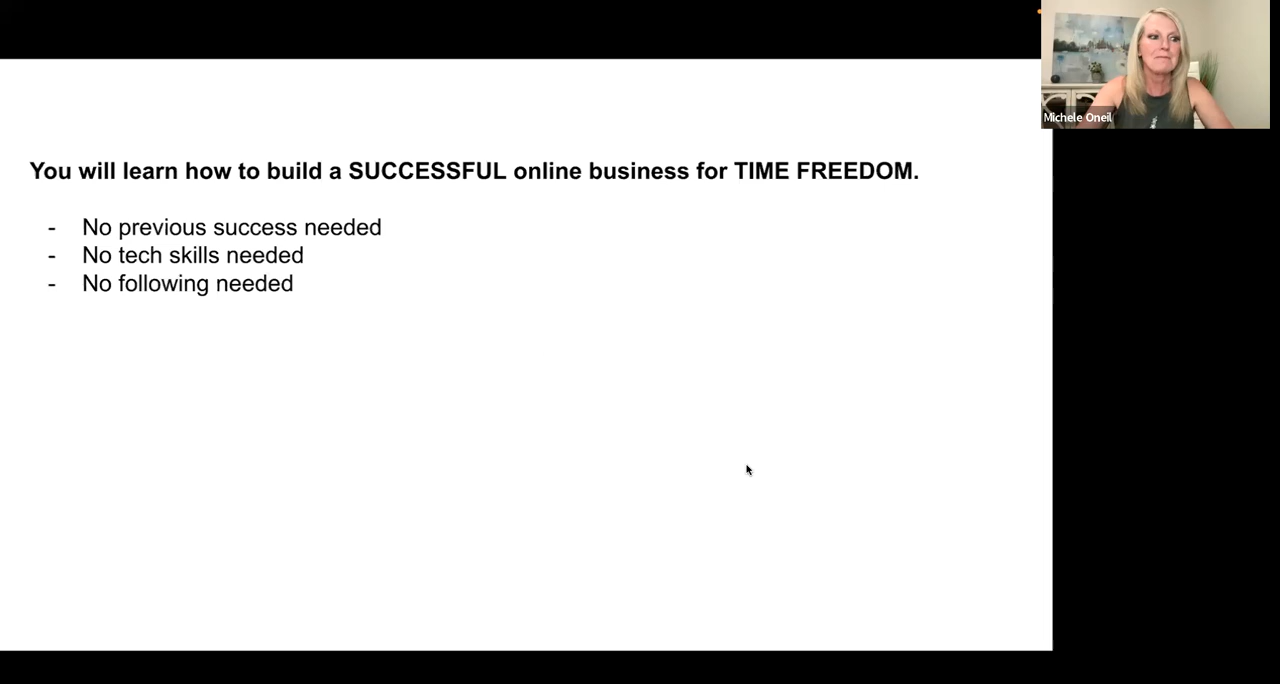 Michele Oneil
You will learn how to build a SUCCESSFUL online business for TIME FREEDOM.
- No previous success needed
- No tech skills needed
- No following needed